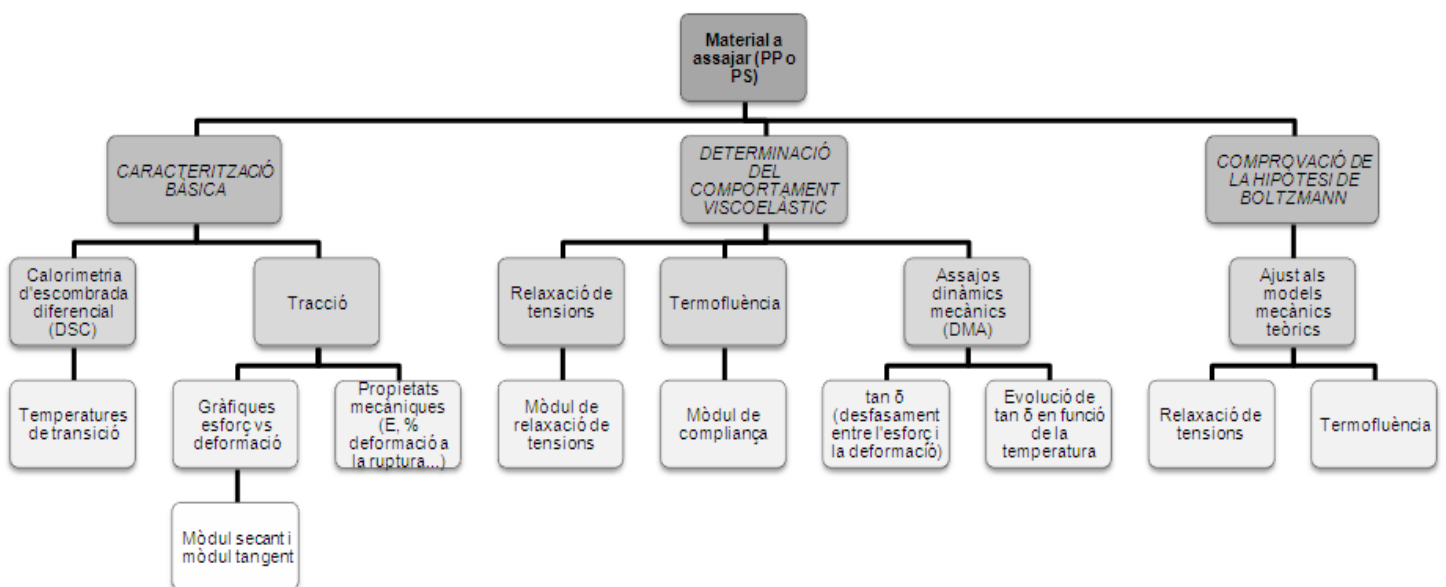 Material a
assajar (PP o
PS)
CARACTERITZACIÓ
BÀSICA
DETERMINACIÓ
DEL
COMPORTAMENT
VISCOELÀSTIC
COMPROVACIÓ DE
LA HIPÒTESI DE
BOLTZMANN
Calorimetria
d'escombrada
diferencial
(DSC)
Tracció
Relaxació de
tensions
Termofluència
Assajos
dinàmics
mecànics
(DMA)
Ajust als
models
mecànics
teòrics
Temperatures
de transició
Gràfiques
esforç vs
deformació
Propietats
mecàniques
(E, %
deformació a
la ruptura...)
Mòdul de
relaxació de
tensions
Mòdul de
compliança
tan δ
(desfasament
entre l'esforç i
la deformació)
Evolució de
tan δ en funció
de la
temperatura
Relaxació de
tensions
Termofluència
Mòdul secant i
mòdul tangent